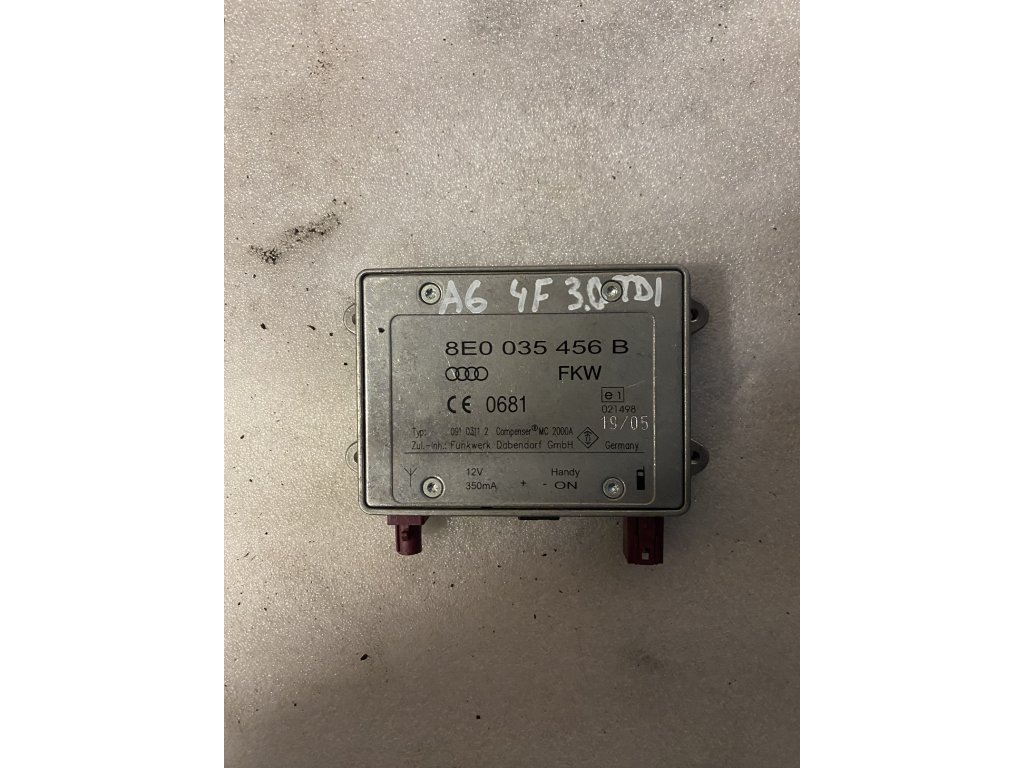 A6 4F 3.0 TDI
8E0 035 456 B
FKW
CE 0681
e1
021498
19/05
Typ: 091 0311 2 Compenser® MC 2000A
Zul.-Inh.: Funkwerk Dabendorf GmbH Germany
12V Handy
350mA + - ON